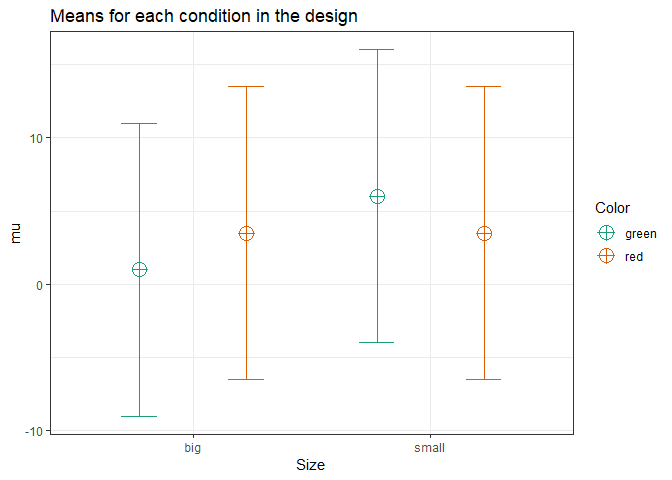 Means for each condition in the design
10
0
-10
mu
big
small
Size
Color
green
red